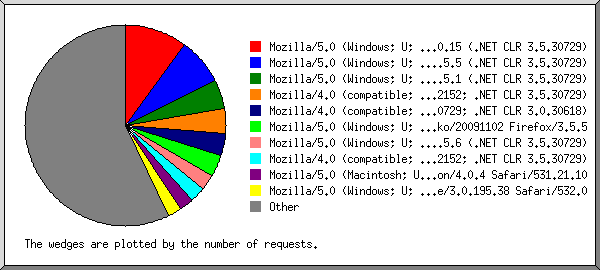 Mozilla/5.0 (Windows; U; ...0.15 (.NET CLR 3.5.30729)
Mozilla/5.0 (Windows; U; ....5.5 (.NET CLR 3.5.30729)
Mozilla/5.0 (Windows; U; ....5.1 (.NET CLR 3.5.30729)
Mozilla/4.0 (compatible; ...2152; .NET CLR 3.5.30729)
Mozilla/4.0 (compatible; ...0729; .NET CLR 3.0.30618)
Mozilla/5.0 (Windows; U; ...ko/20091102 Firefox/3.5.5
Mozilla/5.0 (Windows; U; ....5.6 (.NET CLR 3.5.30729)
Mozilla/4.0 (compatible; ...2152; .NET CLR 3.5.30729)
Mozilla/5.0 (Macintosh; U...on/4.0.4 Safari/531.21.10
Mozilla/5.0 (Windows; U; ...e/3.0.195.38 Safari/532.0
Other
The wedges are plotted by the number of requests.